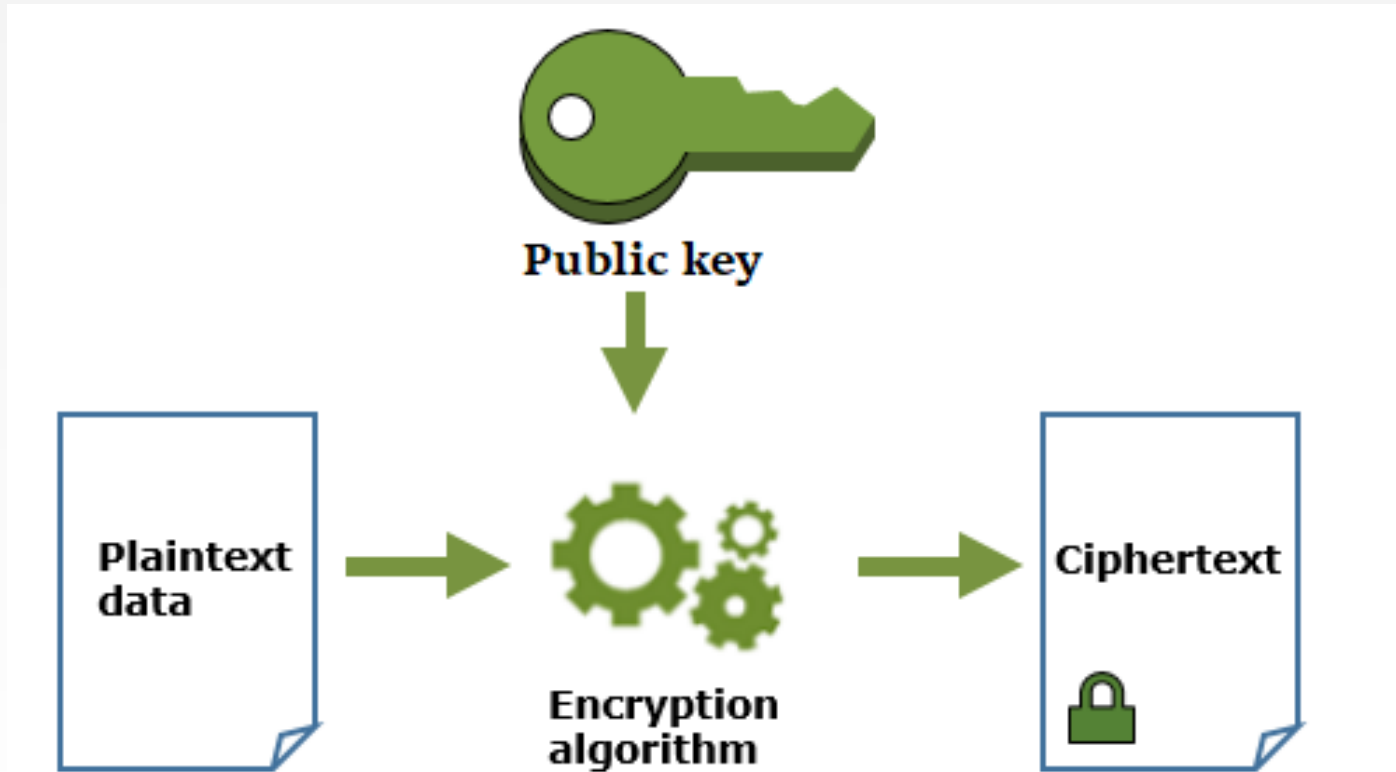 Public key
Plaintext
data
Encryption
algorithm
Ciphertext